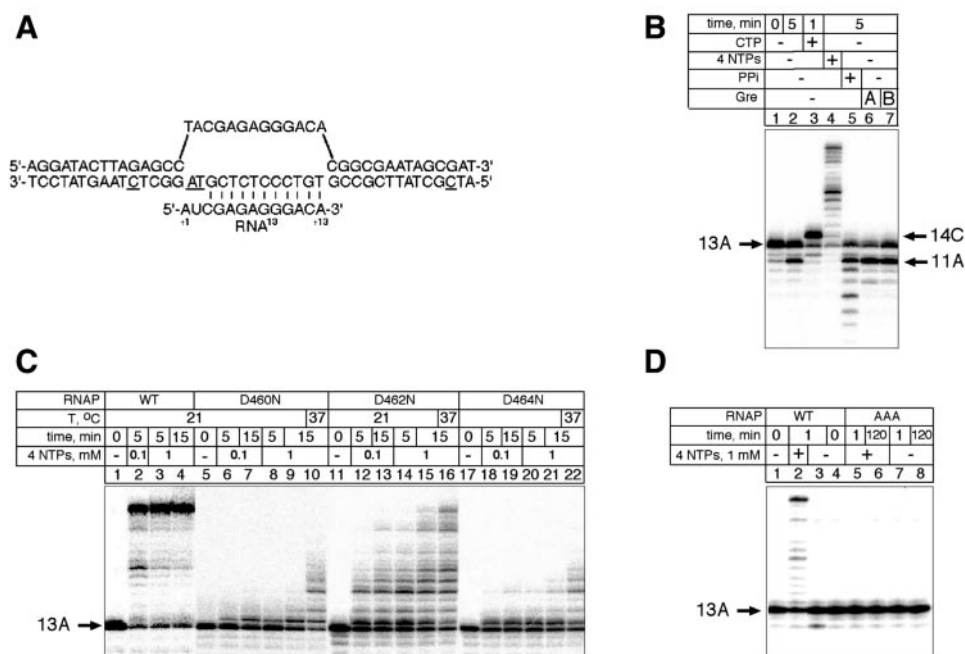 A
TACGAGAGGGACA
5'-AGGATACTTAGAGCC CGGCGAATAGCGAT-3'
3'-TCCTATGAATCTCGG ATGCTCTCCCTGT GCCGCTTATCGCTA-5'
5'-AUCGAGAGGGACA-3'
+1 RNA13 +13
B
time, min 0 5 1 5
CTP - + -
4 NTPs - + -
PPi - + -
Gre - A B
1 2 3 4 5 6 7
13A
14C
11A
C
RNAP WT D460N D462N D464N
T, °C 21 37 21 37 37
time, min 0 5 5 15 0 5 15 5 15 0 5 15 5 15 0 5 15 5 15
4 NTPs, mM - 0.1 1 - 0.1 1 - 0.1 1 - 0.1 1
1 2 3 4 5 6 7 8 9 10 11 12 13 14 15 16 17 18 19 20 21 22
13A
D
RNAP WT AAA
time, min 0 1 0 1 120 1 120
4 NTPs, 1 mM - + - + -
1 2 3 4 5 6 7 8
13A